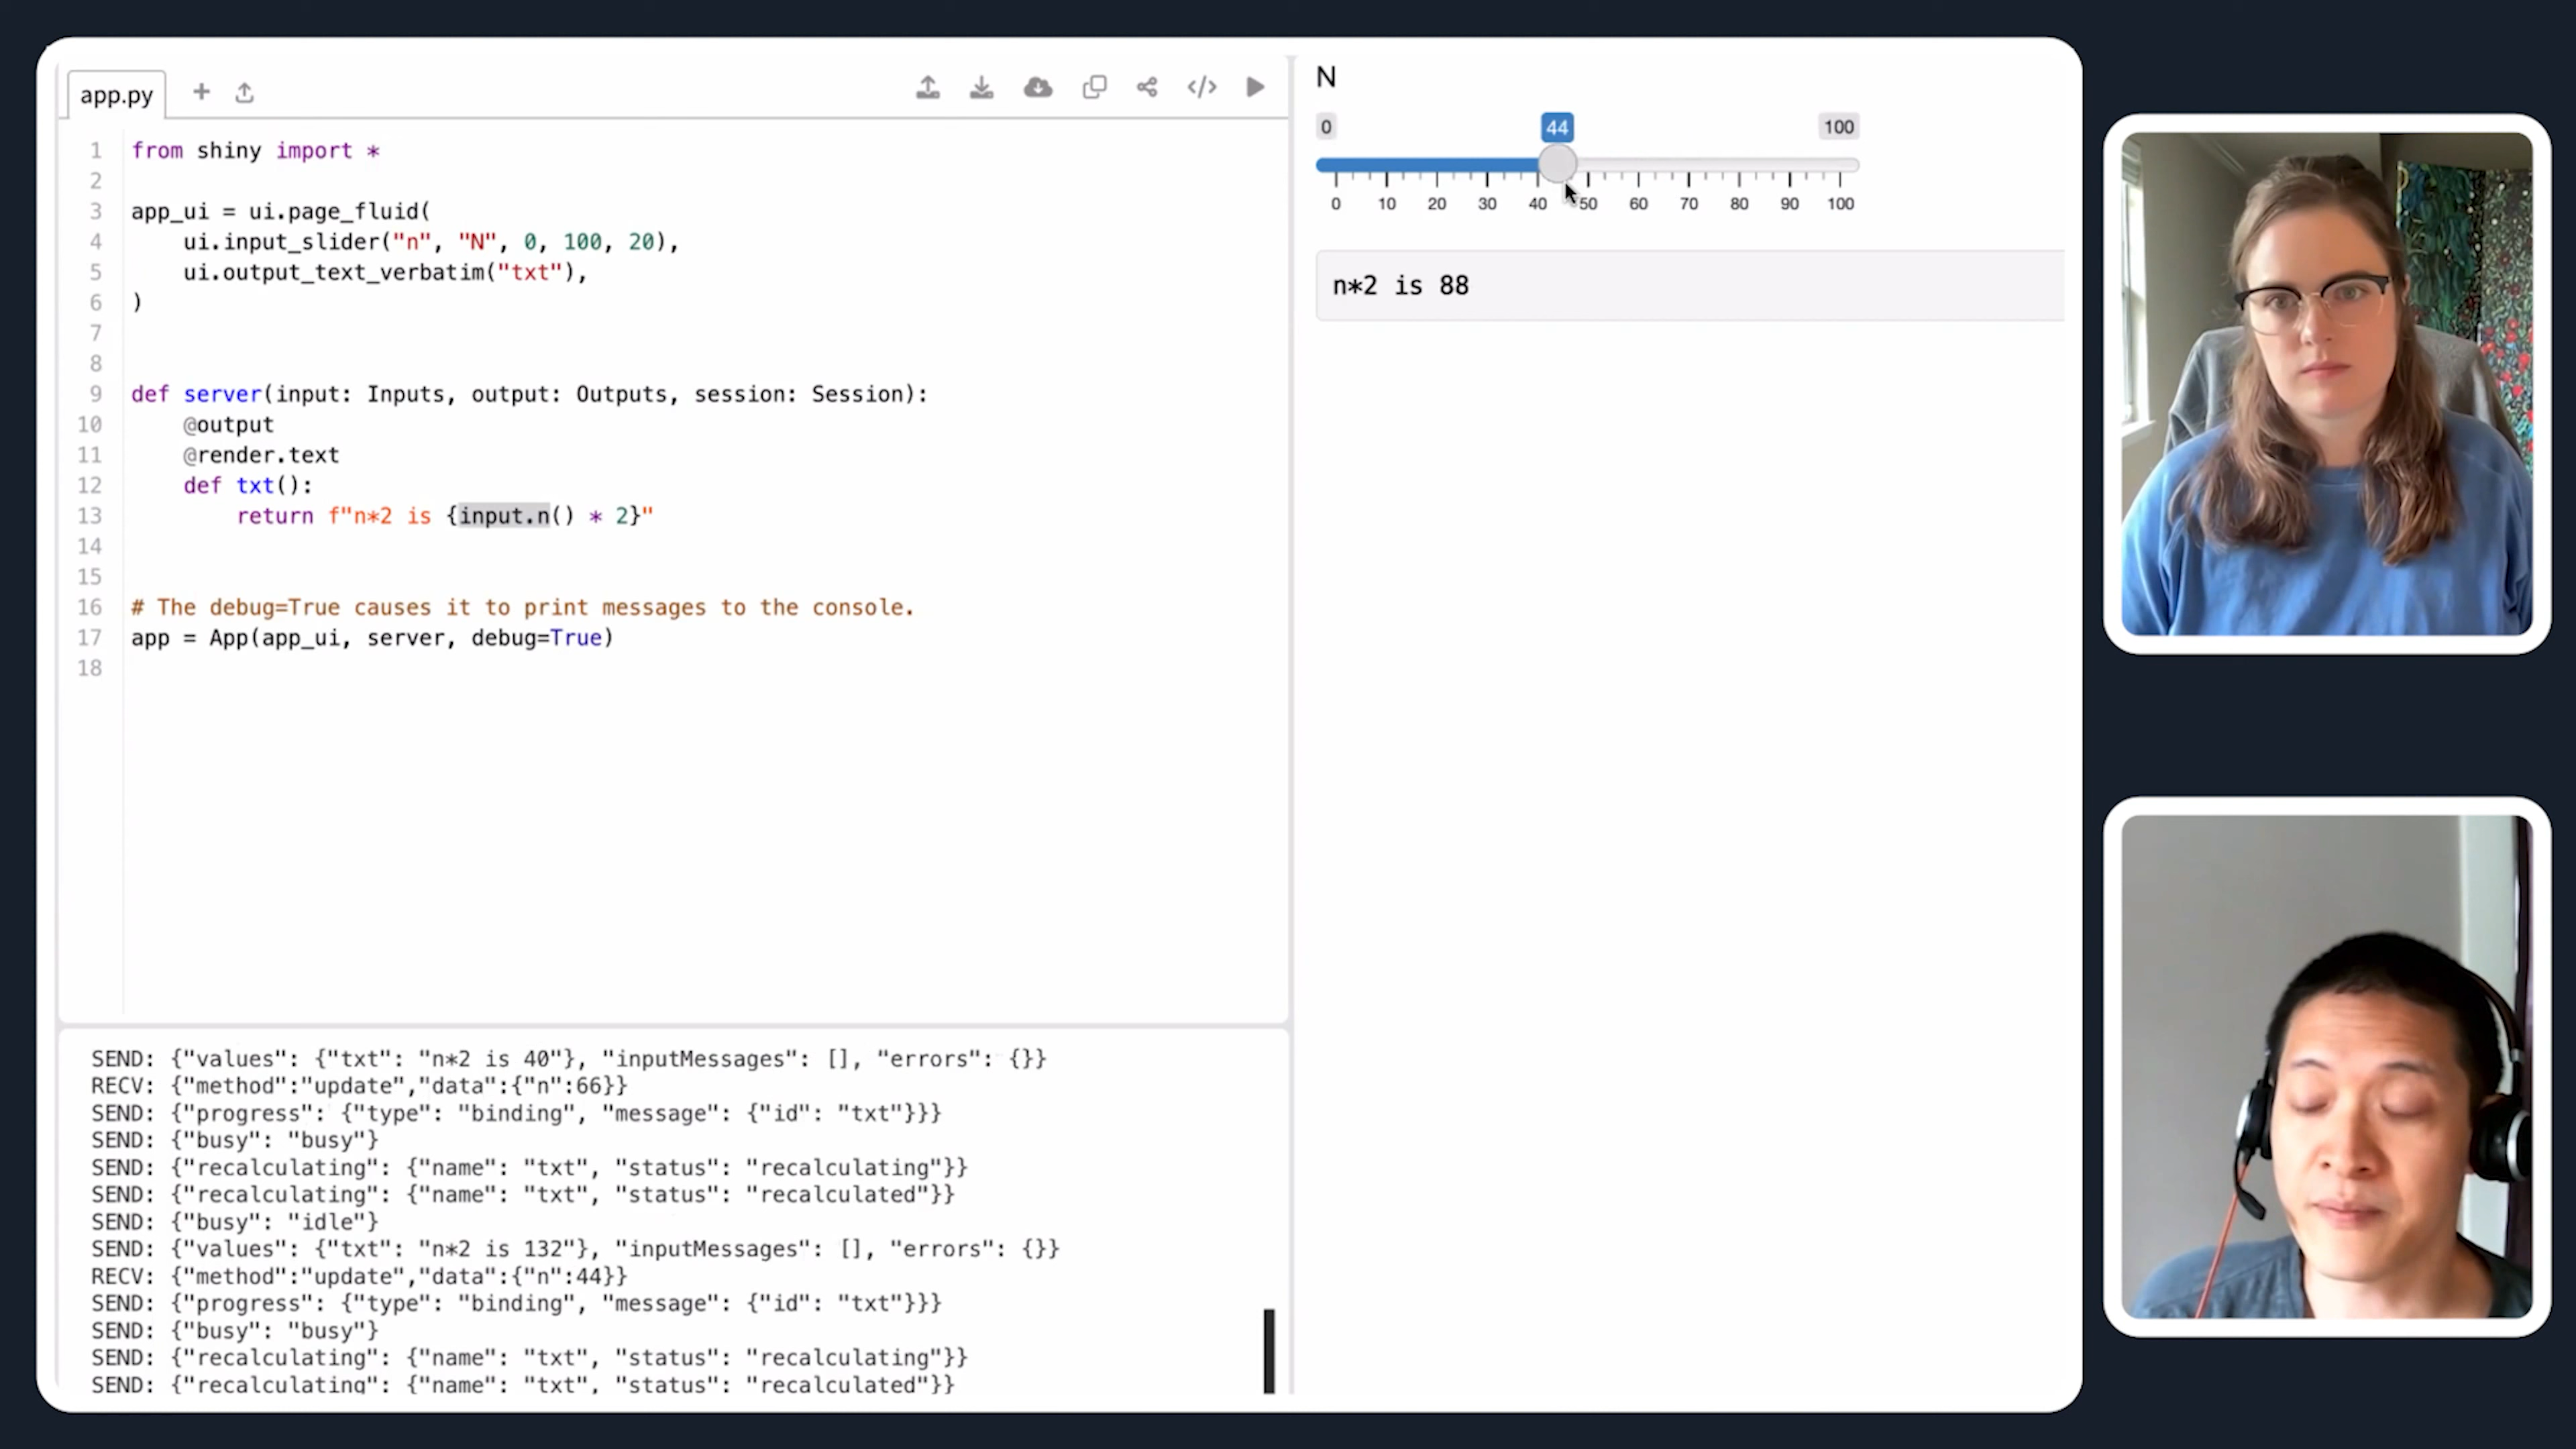 app.py
1 from shiny import *
2
3 app_ui = ui.page_fluid(
4 ui.input_slider("n", "N", 0, 100, 20),
5 ui.output_text_verbatim("txt"),
6 )
7
8
9 def server(input: Inputs, output: Outputs, session: Session):
10 @output
11 @render.text
12 def txt():
13 return f"n*2 is {input.n() * 2}"
14
15
16 # The debug=True causes it to print messages to the console.
17 app = App(app_ui, server, debug=True)
18
SEND: {"values": {"txt": "n*2 is 40"}, "inputMessages": [], "errors": {}}
RECV: {"method":"update","data":{"n":66}}
SEND: {"progress": {"type": "binding", "message": {"id": "txt"}}}
SEND: {"busy": "busy"}
SEND: {"recalculating": {"name": "txt", "status": "recalculating"}}
SEND: {"recalculating": {"name": "txt", "status": "recalculated"}}
SEND: {"busy": "idle"}
SEND: {"values": {"txt": "n*2 is 132"}, "inputMessages": [], "errors": {}}
RECV: {"method":"update","data":{"n":44}}
SEND: {"progress": {"type": "binding", "message": {"id": "txt"}}}
SEND: {"busy": "busy"}
SEND: {"recalculating": {"name": "txt", "status": "recalculating"}}
SEND: {"recalculating": {"name": "txt", "status": "recalculated"}}
N
0 44 100
0 10 20 30 40 50 60 70 80 90 100
n*2 is 88